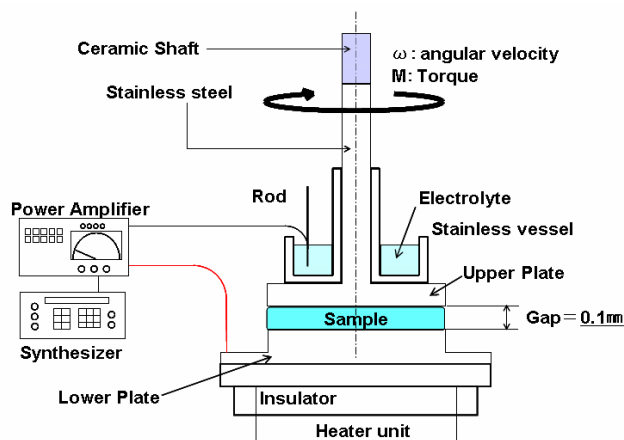 Ceramic Shaft
ω: angular velocity
M: Torque
Stainless steel
Rod
Electrolyte
Power Amplifier
Stainless vessel
Upper Plate
Sample
Gap=0.1mm
Synthesizer
Lower Plate
Insulator
Heater unit